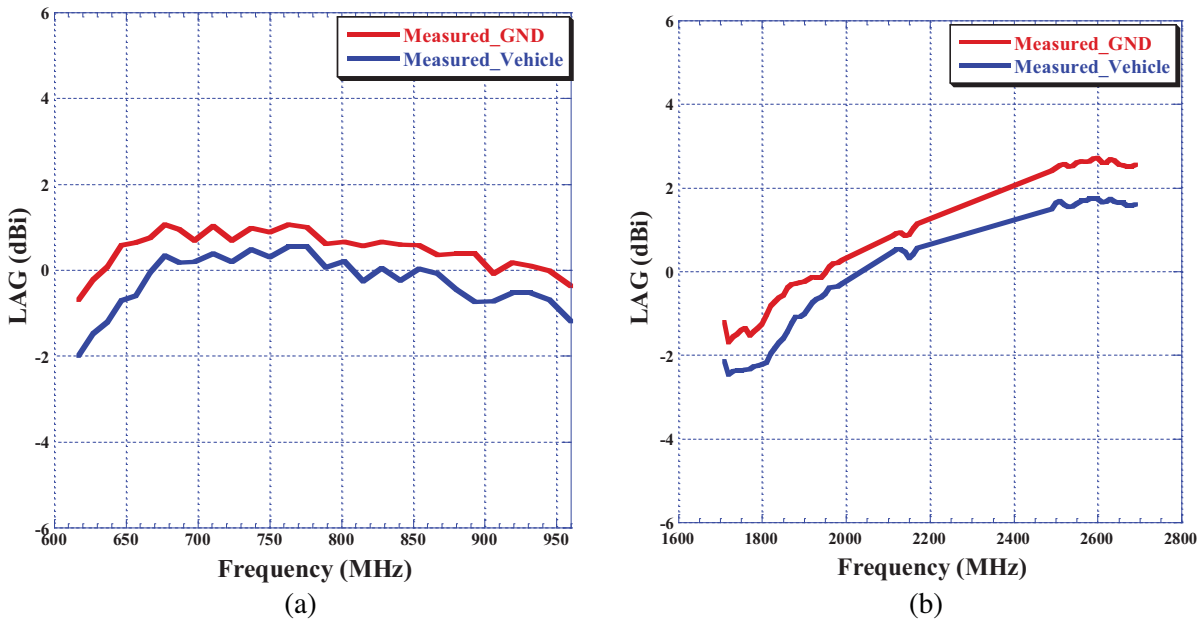 Measured_GND
Measured_Vehicle
6
4
2
0
-2
-4
-6
LAG (dBi)
600 650 700 750 800 850 900 950
Frequency (MHz)
(a)
Measured_GND
Measured_Vehicle
6
4
2
0
-2
-4
-6
LAG (dBi)
1600 1800 2000 2200 2400 2600 2800
Frequency (MHz)
(b)